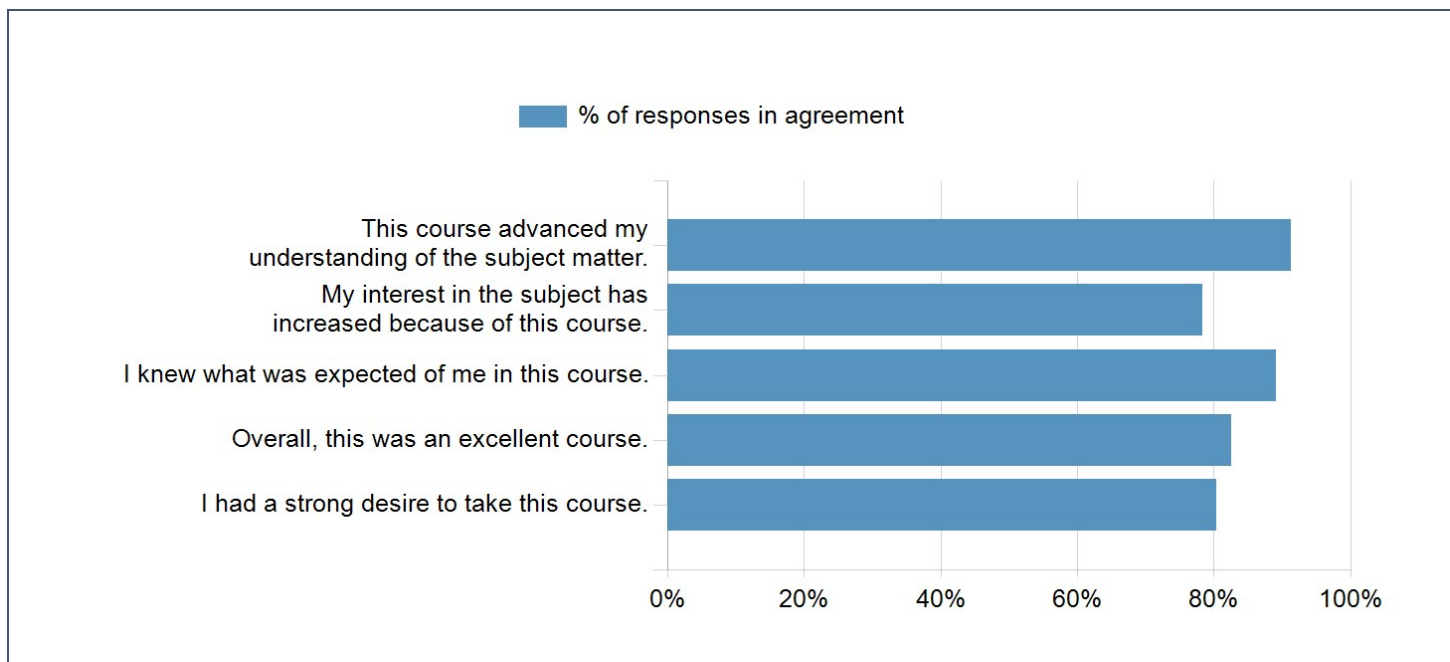 % of responses in agreement
This course advanced my
understanding of the subject matter.
My interest in the subject has
increased because of this course.
I knew what was expected of me in this course.
Overall, this was an excellent course.
I had a strong desire to take this course.
0% 20% 40% 60% 80% 100%